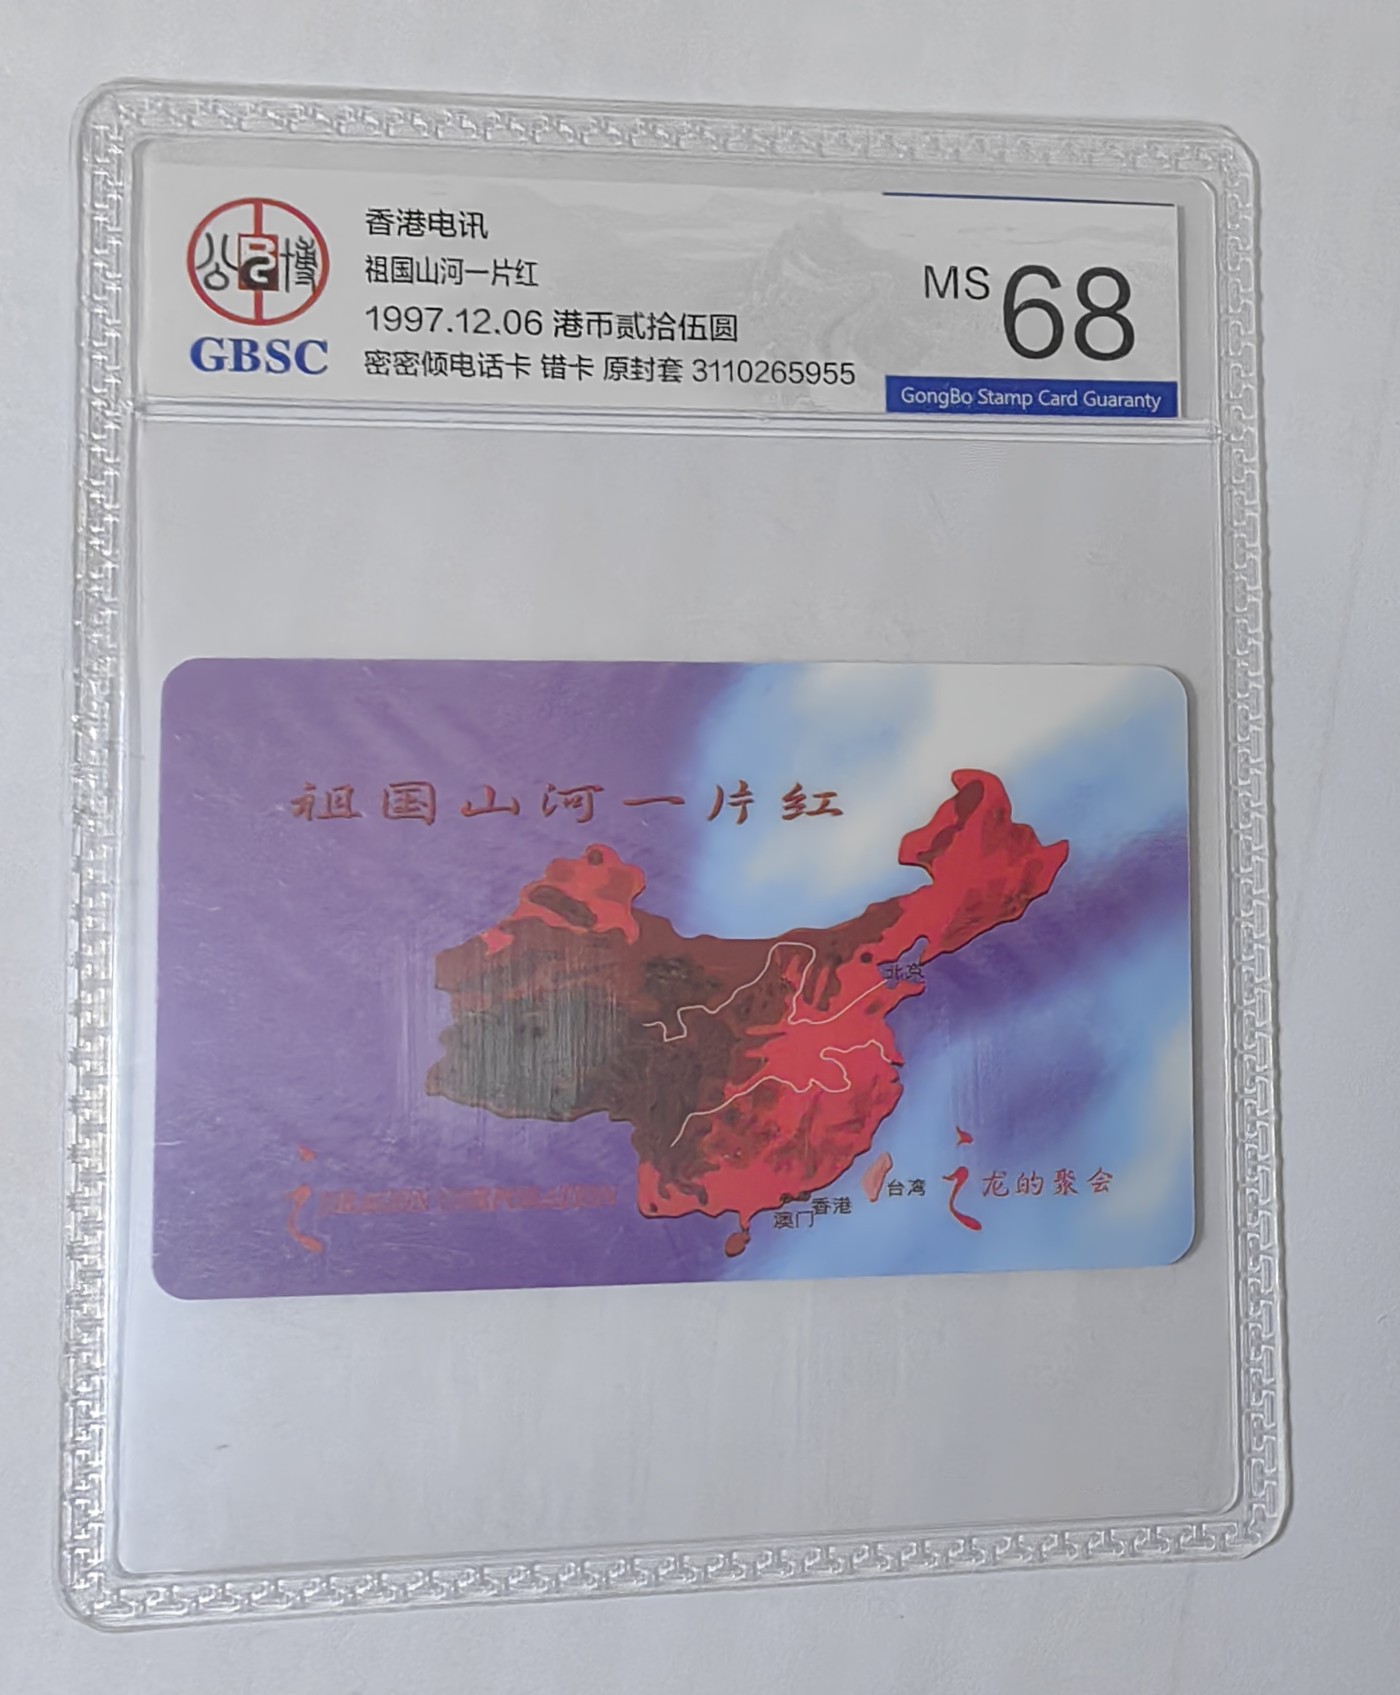 公博
GBSC
香港电讯
祖国山河一片红
1997.12.06 港币贰拾伍圆
密密倾电话卡 错卡 原封套 3110265955
MS 68
GongBo Stamp Card Guaranty
祖国山河一片红
北京
台湾
香港
澳门
龙的聚会